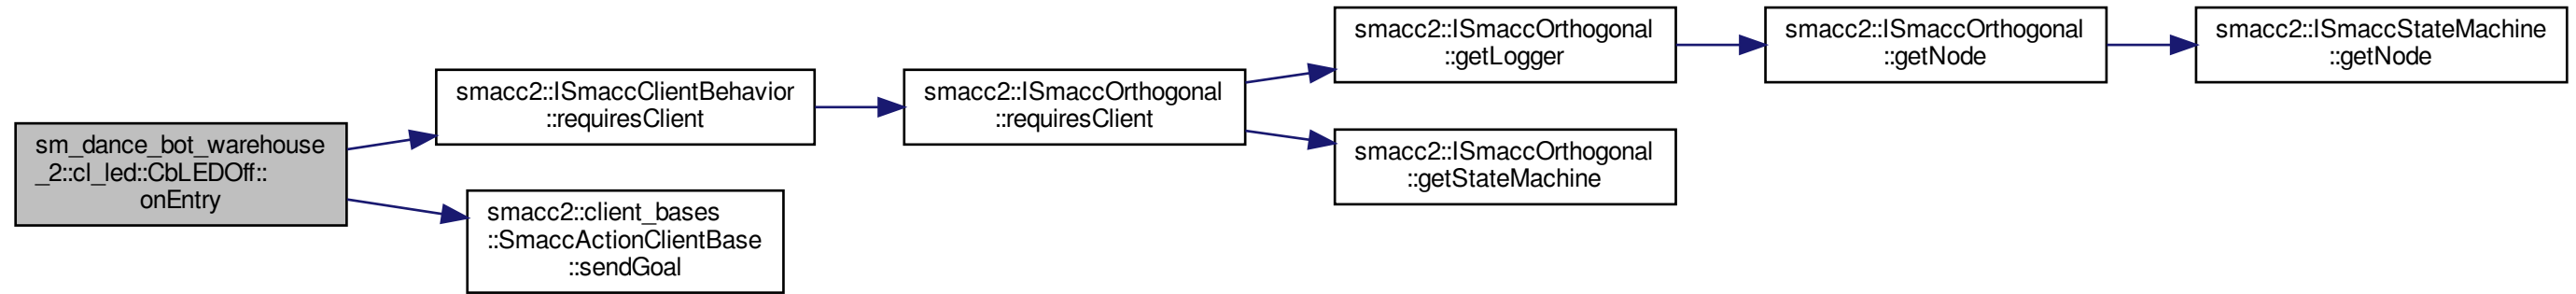 sm_dance_bot_warehouse
_2::cl_led::CbLEDOff::
onEntry
smacc2::ISmaccClientBehavior
::requiresClient
smacc2::client_bases
::SmaccActionClientBase
::sendGoal
smacc2::ISmaccOrthogonal
::requiresClient
smacc2::ISmaccOrthogonal
::getLogger
smacc2::ISmaccOrthogonal
::getStateMachine
smacc2::ISmaccOrthogonal
::getNode
smacc2::ISmaccStateMachine
::getNode